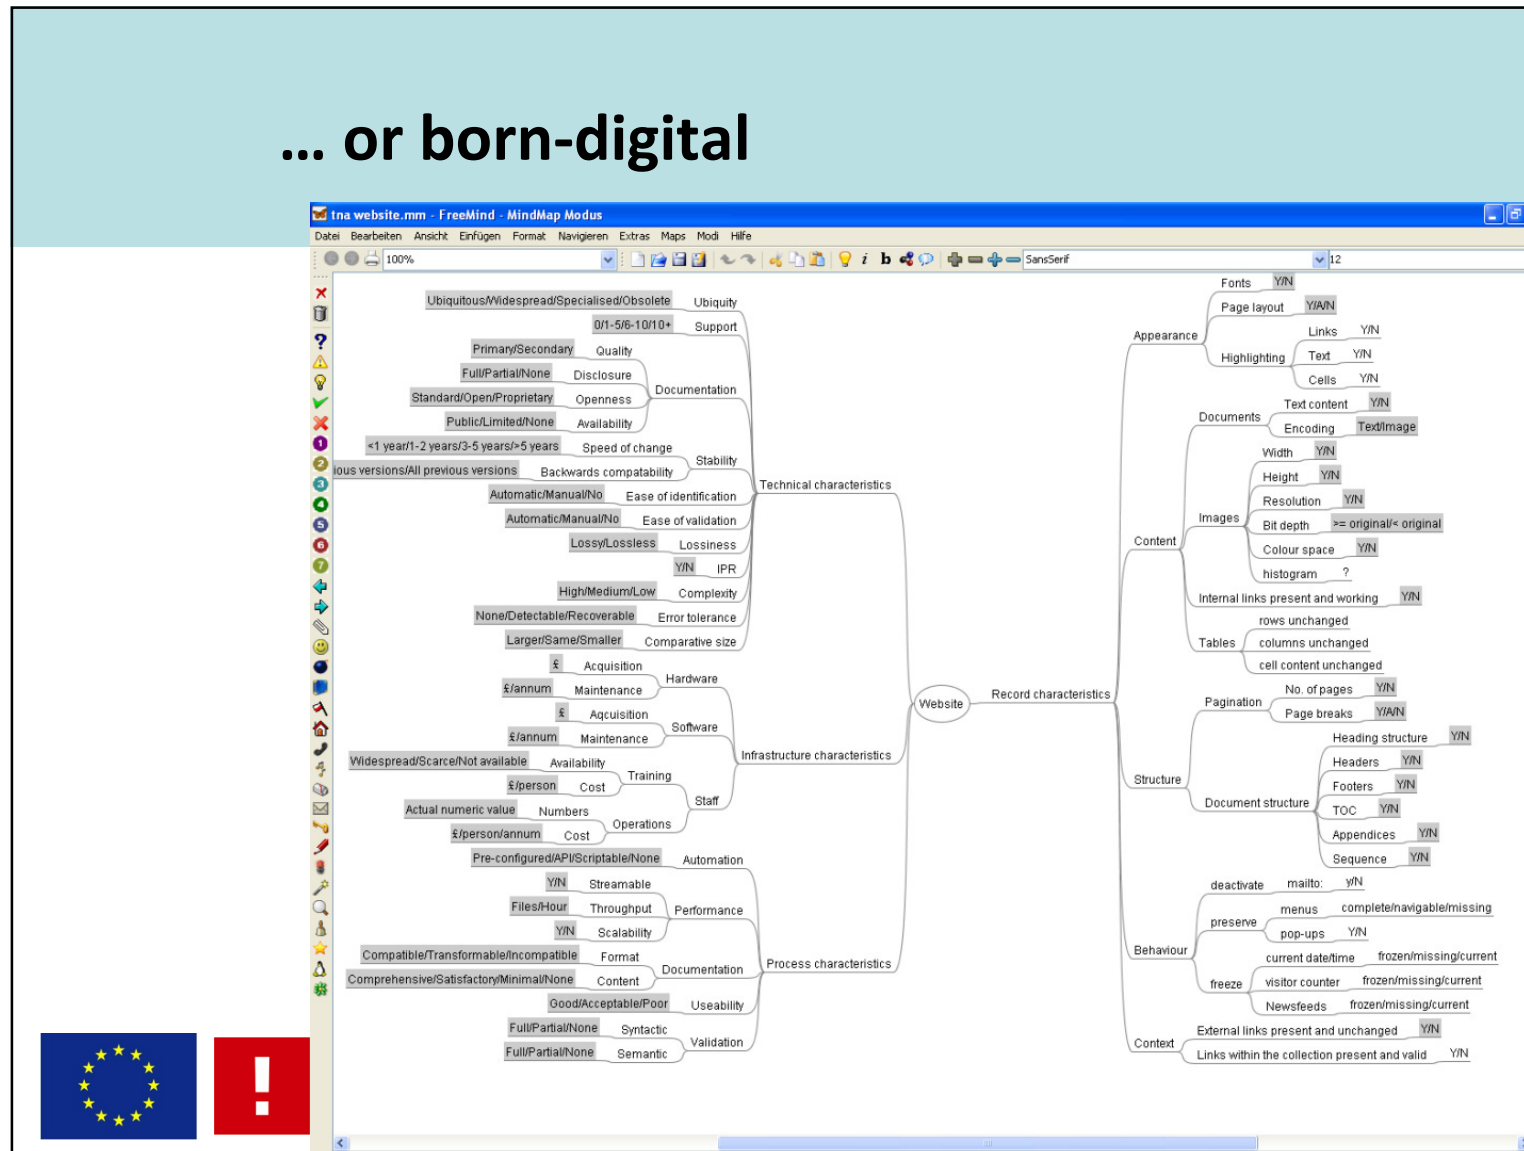 ... or born-digital
tna website.mm - FreeMind - MindMap Modus
Datei Bearbeiten Ansicht Einfügen Format Navigieren Extras Maps Modi Hilfe
100%
i b
SansSerif
12
Ubiquitous/Widespread/Specialised/Obsolete Ubiquity
0/1-5/6-10/10+ Support
Primary/Secondary Quality
Full/Partial/None Disclosure
Documentation
Standard/Open/Proprietary Openness
Public/Limited/None Availability
<1 year/1-2 years/3-5 years/>5 years Speed of change
Stability
ious versions/All previous versions Backwards compatability
Technical characteristics
Automatic/Manual/No Ease of identification
Automatic/Manual/No Ease of validation
Lossy/Lossless Lossiness
Y/N IPR
High/Medium/Low Complexity
None/Detectable/Recoverable Error tolerance
Larger/Same/Smaller Comparative size
£ Acquisition
Hardware
£/annum Maintenance
£ Aqcuisition
Software
£/annum Maintenance
Infrastructure characteristics
Widespread/Scarce/Not available Availability
Training
£/person Cost
Staff
Actual numeric value Numbers
Operations
£/person/annum Cost
Pre-configured/API/Scriptable/None Automation
Y/N Streamable
Files/Hour Throughput Performance
Y/N Scalability
Compatible/Transformable/Incompatible Format
Documentation
Process characteristics
Comprehensive/Satisfactory/Minimal/None Content
Good/Acceptable/Poor Useability
Full/Partial/None Syntactic
Validation
Full/Partial/None Semantic
Website
Record characteristics
Fonts Y/N
Page layout Y/A/N
Appearance
Links Y/N
Highlighting Text Y/N
Cells Y/N
Text content Y/N
Documents
Encoding Text/Image
Width Y/N
Height Y/N
Resolution Y/N
Images
Bit depth >= original/< original
Content
Colour space Y/N
histogram ?
Internal links present and working Y/N
rows unchanged
Tables columns unchanged
cell content unchanged
No. of pages Y/N
Pagination
Page breaks Y/A/N
Heading structure Y/N
Headers Y/N
Structure
Footers Y/N
Document structure TOC Y/N
Appendices Y/N
Sequence Y/N
deactivate mailto: y/N
menus complete/navigable/missing
preserve
pop-ups Y/N
Behaviour
current date/time frozen/missing/current
freeze visitor counter frozen/missing/current
Newsfeeds frozen/missing/current
External links present and unchanged Y/N
Context
Links within the collection present and valid Y/N
?
1
2
3
4
5
6
7
!